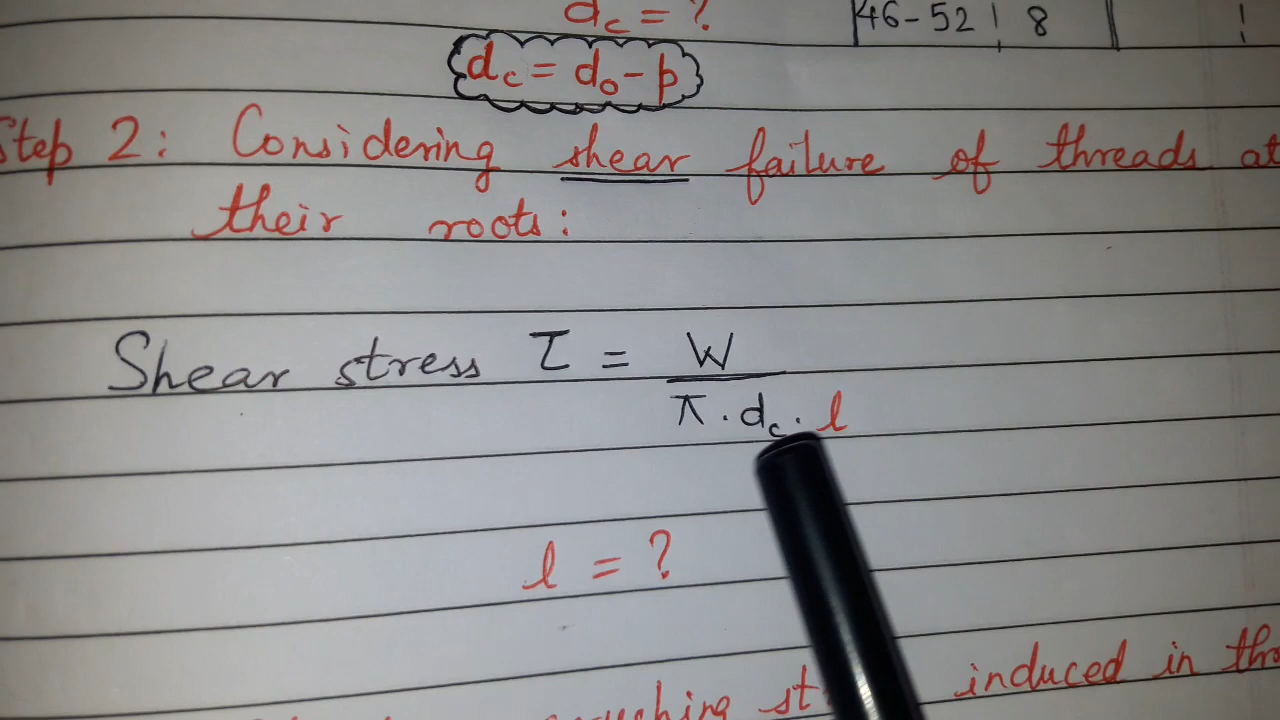 dc = ?
46-52 | 8
dc = do - p
Step 2: Considering shear failure of threads at
their roots:
Shear stress τ = W
π . dc . l
l = ?
induced in